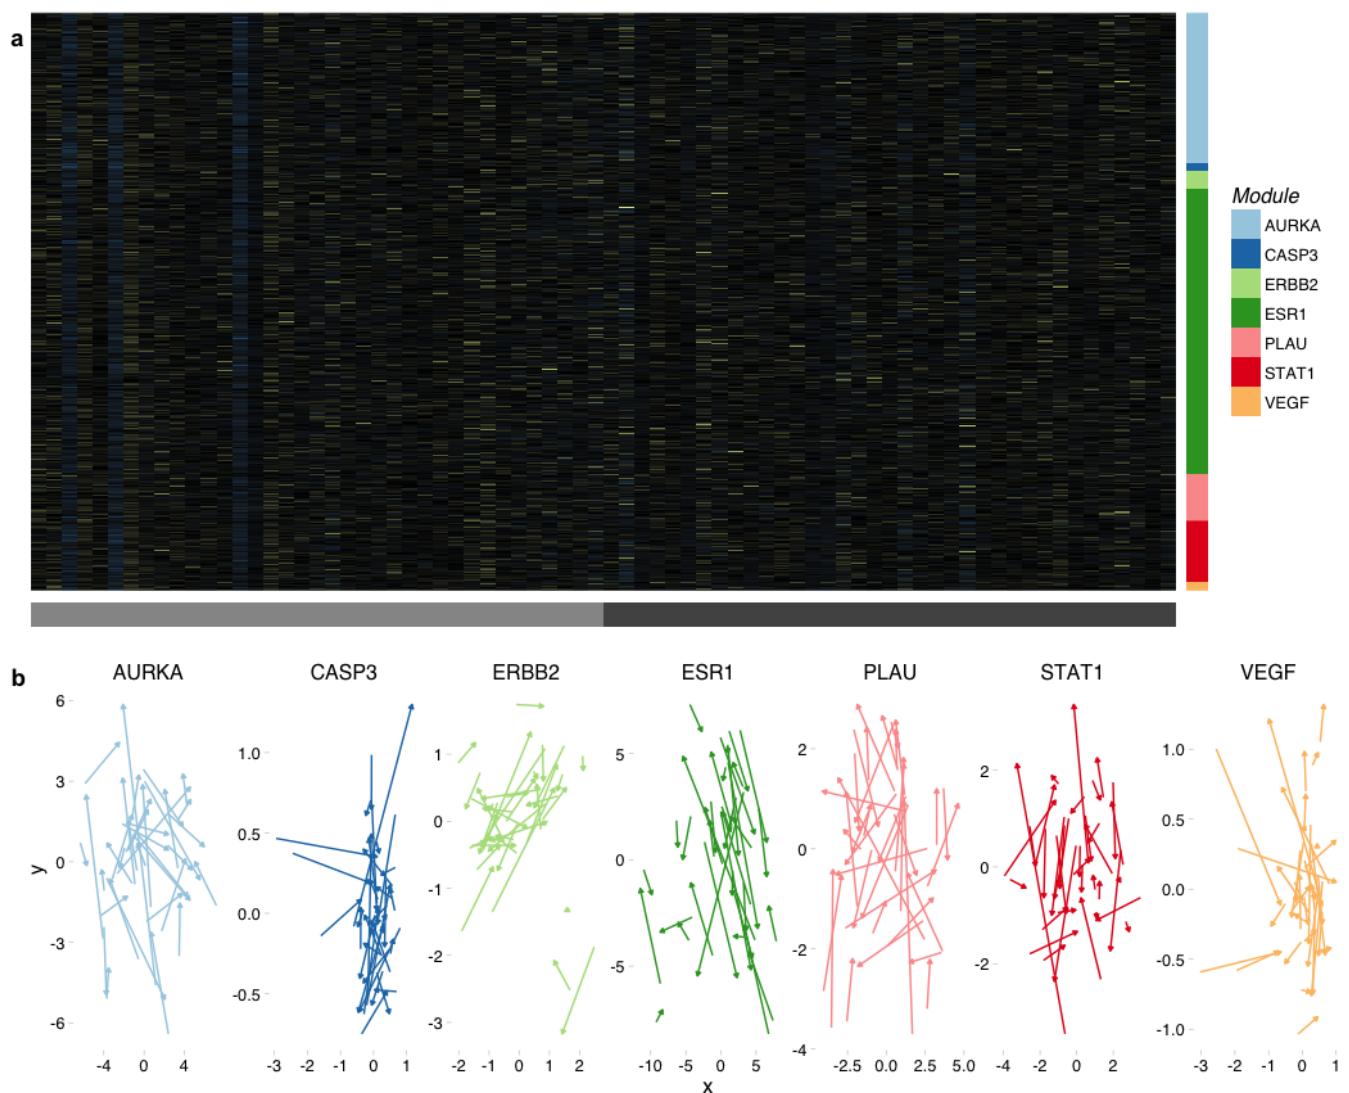 a
Module
AURKA
CASP3
ERBB2
ESR1
PLAU
STAT1
VEGF
b
AURKA CASP3 ERBB2 ESR1 PLAU STAT1 VEGF
y
6
3
0
-3
-6
-4 0 4
1.0
0.5
0.0
-0.5
-3 -2 -1 0 1
1
0
-1
-2
-3
-2 -1 0 1 2
5
0
-5
-10 -5 0 5
2
0
-2
-4
-2.5 0.0 2.5 5.0
2
0
-2
-4 -2 0 2
1.0
0.5
0.0
-0.5
-1.0
-3 -2 -1 0 1
x